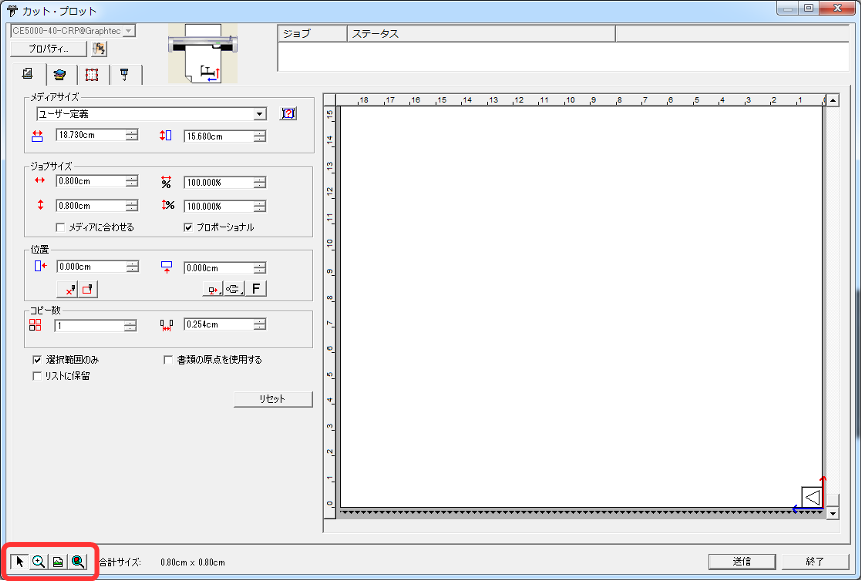 カット・プロット
CE5000-40-CRP@Graphtec
プロパティ..
ジョブ ステータス
メディアサイズ
ユーザー定義
18.730cm 15.680cm
ジョブサイズ
0.800cm 100.000%
0.800cm 100.000%
メディアに合わせる プロポーショナル
位置
0.000cm 0.000cm
F
コピー数
1 0.254cm
選択範囲のみ 書類の原点を使用する
リストに保留
リセット
18 17 16 15 14 13 12 11 10 9 8 7 6 5 4 3 2 1
15
14
13
12
11
10
9
8
7
6
5
4
3
2
1
0
合計サイズ: 0.80cm x 0.80cm
送信 終了